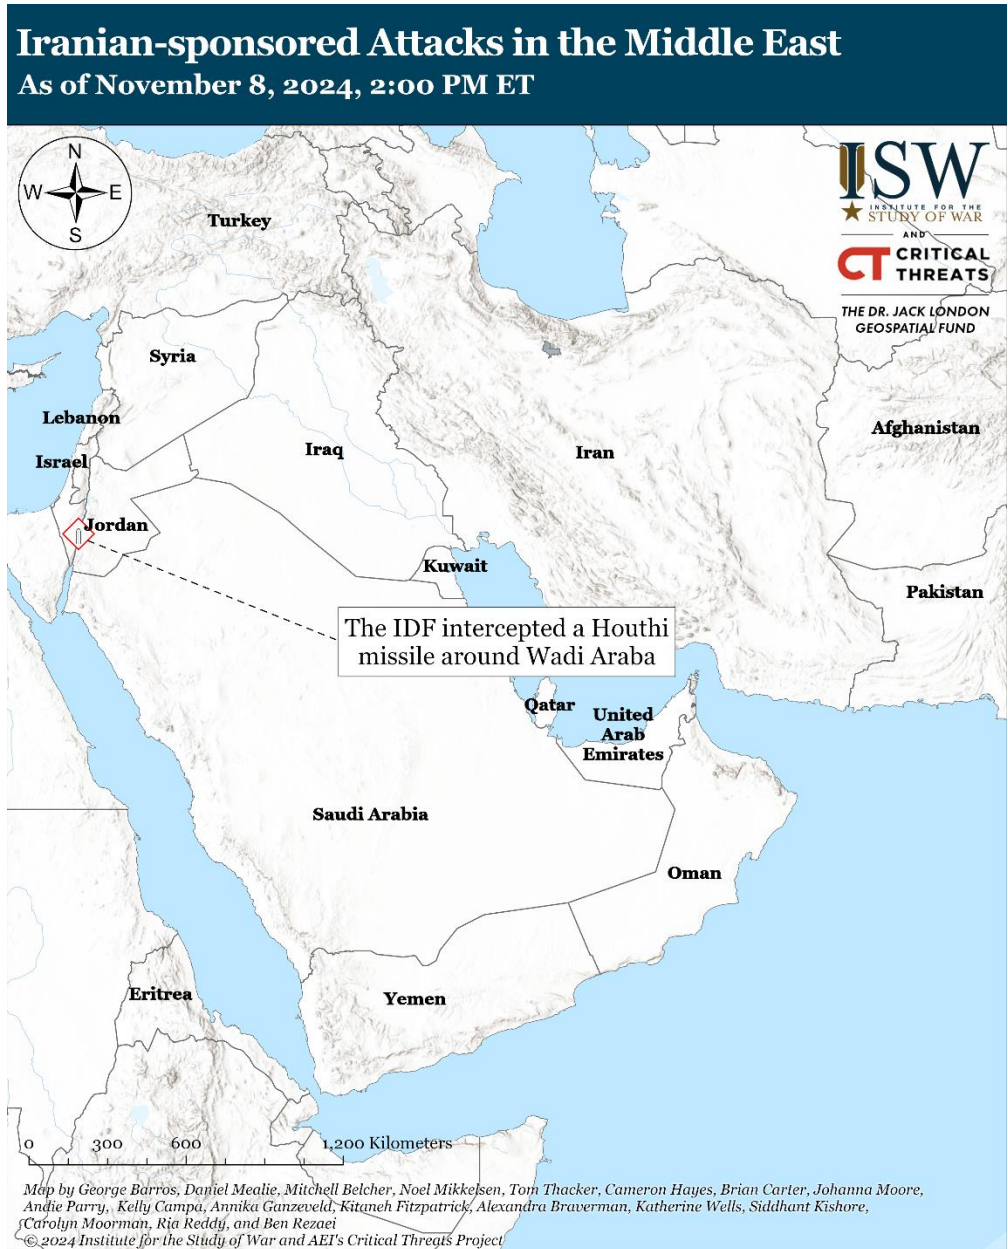 Iranian-sponsored Attacks in the Middle East
As of November 8, 2024, 2:00 PM ET
N
W
E
S
ISW
INSTITUTE FOR THE
STUDY OF WAR
AND
CT CRITICAL
THREATS
THE DR. JACK LONDON
GEOSPATIAL FUND
Turkey
Syria
Lebanon
Israel
Iraq
Iran
Afghanistan
Jordan
Kuwait
Pakistan
The IDF intercepted a Houthi
missile around Wadi Araba
Qatar
United
Arab
Emirates
Saudi Arabia
Oman
Eritrea
Yemen
0 300 600 1,200 Kilometers
Map by George Barros, Daniel Mealie, Mitchell Belcher, Noel Mikkelsen, Tom Thacker, Cameron Hayes, Brian Carter, Johanna Moore,
Andie Parry, Kelly Campa, Annika Ganzeveld, Kitaneh Fitzpatrick, Alexandra Braverman, Katherine Wells, Siddhant Kishore,
Carolyn Moorman, Ria Reddy, and Ben Rezaei
© 2024 Institute for the Study of War and AEI's Critical Threats Project